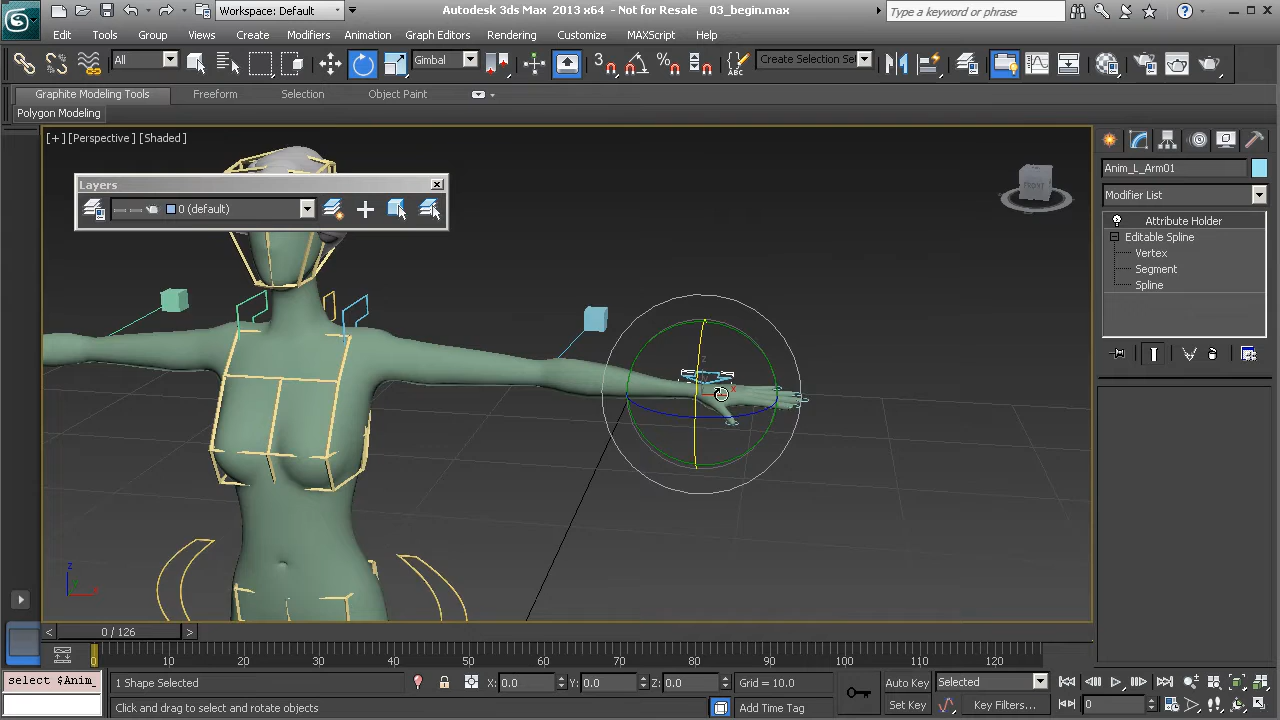 Workspace: Default
Autodesk 3ds Max 2013 x64 - Not for Resale 03_begin.max
Type a keyword or phrase
Edit Tools Group Views Create Modifiers Animation Graph Editors Rendering Customize MAXScript Help
All
Gimbal
3
Create Selection Se
Graphite Modeling Tools Freeform Selection Object Paint
Polygon Modeling
[+][Perspective][Shaded]
Layers
0 (default)
FRONT
Anim_L_Arm01
Modifier List
Attribute Holder
Editable Spline
Vertex
Segment
Spline
z
x
z
x
< 0 / 126 >
0 10 20 30 40 50 60 70 80 90 100 110 120
select $Anim_
1 Shape Selected
X: 0.0 Y: 0.0 Z: 0.0
Grid = 10.0
Auto Key
Selected
Click and drag to select and rotate objects
Add Time Tag
Set Key
Key Filters...
0